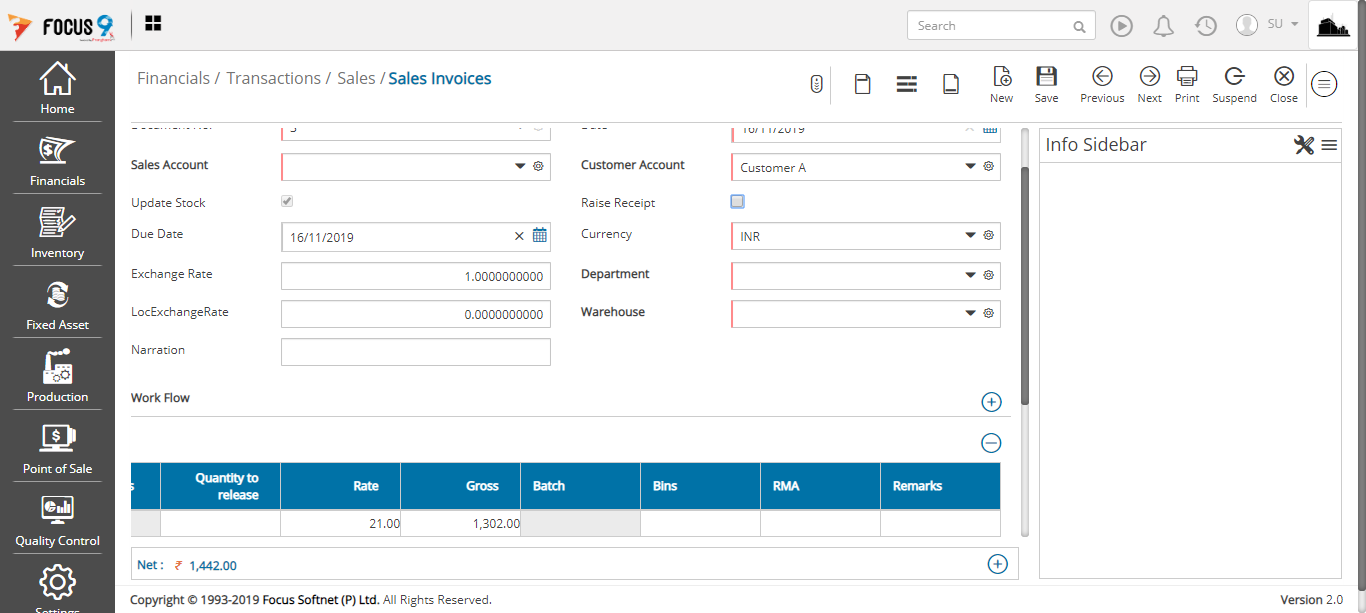 FOCUS 9
Search
SU
Home
Financials
Inventory
Fixed Asset
Production
Point of Sale
Quality Control
Settings
Financials / Transactions / Sales / Sales Invoices
New
Save
Previous
Next
Print
Suspend
Close
Document No.
Date
16/11/2019
Sales Account
Customer Account
Customer A
Update Stock
Raise Receipt
Due Date
16/11/2019
Currency
INR
Exchange Rate
1.0000000000
Department
LocExchangeRate
0.0000000000
Warehouse
Narration
Work Flow
s
Quantity to
release
Rate
Gross
Batch
Bins
RMA
Remarks
21.00
1,302.00
Net : ₹ 1,442.00
Info Sidebar
Copyright © 1993-2019 Focus Softnet (P) Ltd. All Rights Reserved.
Version 2.0